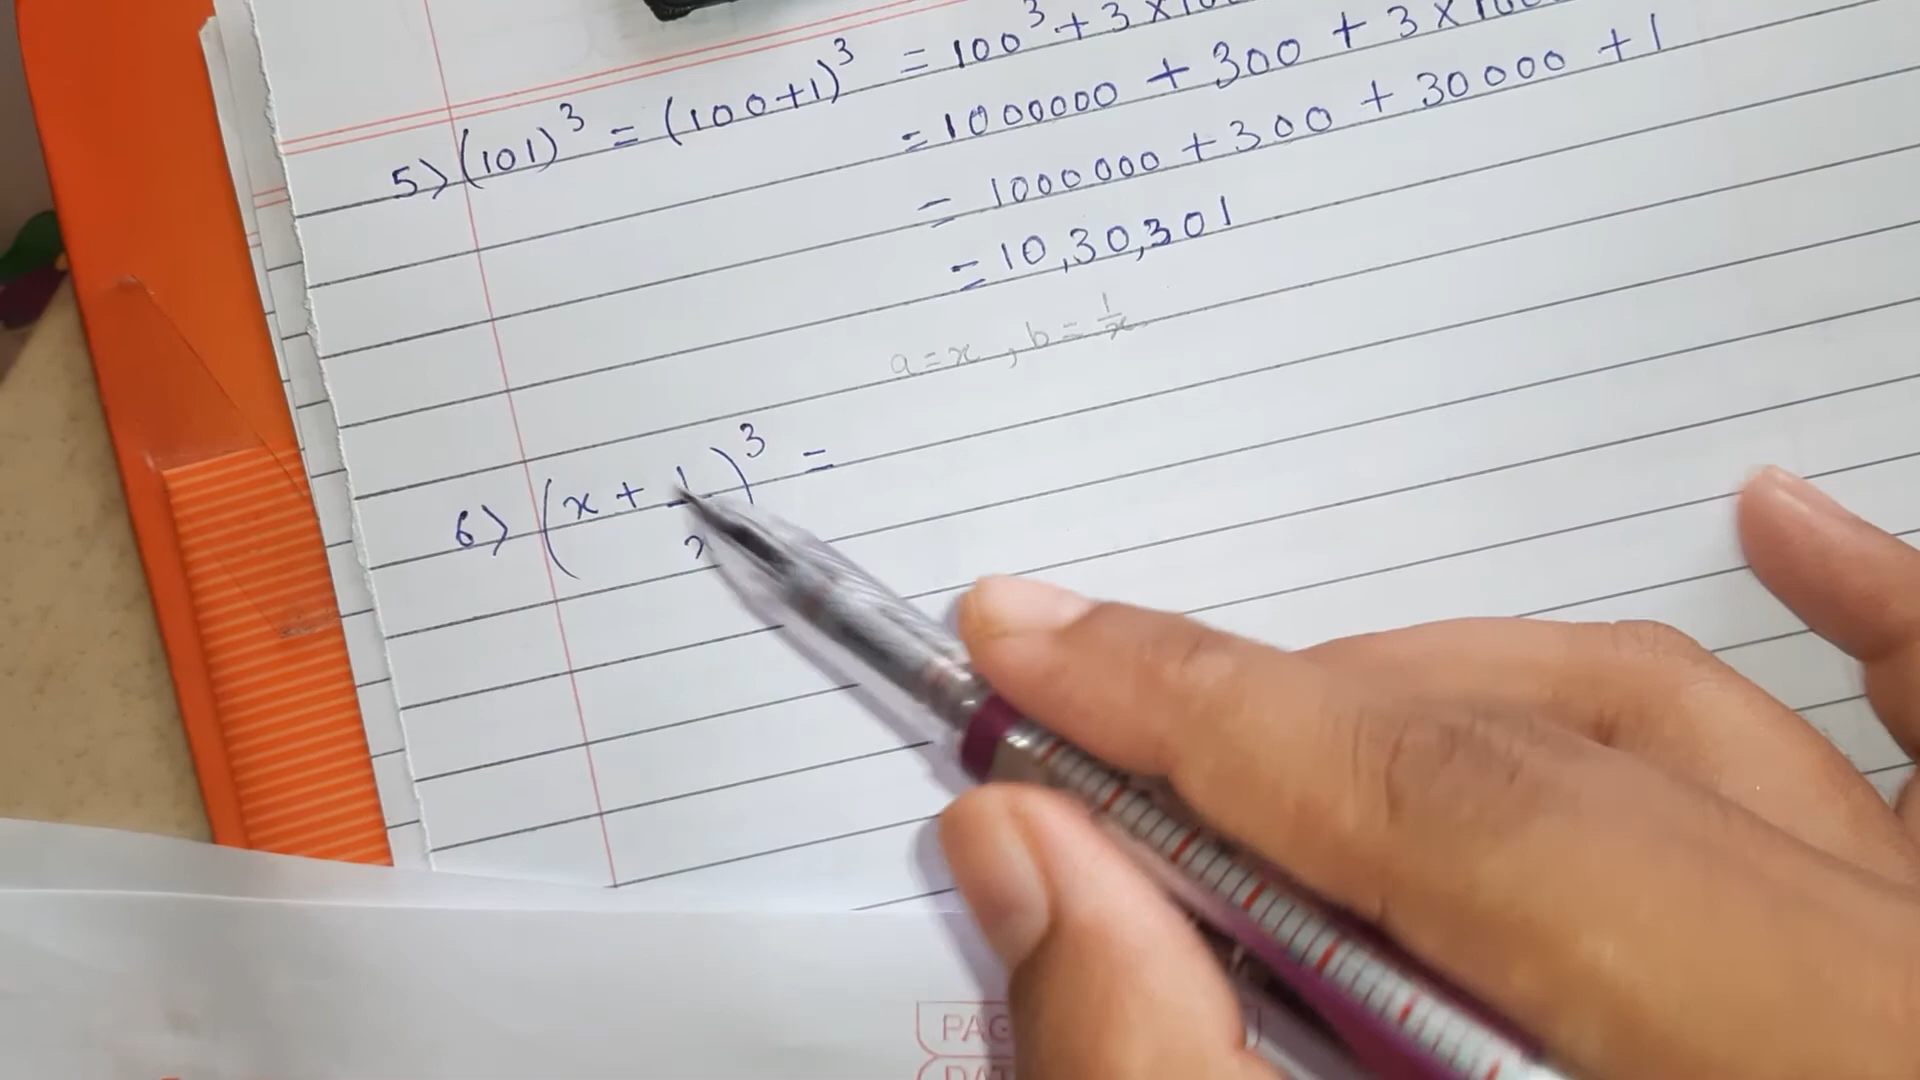 5) (101)³ = (100+1)³ = 100³ + 3 ×
= 1000000 + 300 + 3 ×
= 1000000 + 300 + 30000 + 1
= 10,30,301
a = x, b = 1/x
6) (x + 1/x)³ =
PAG
DAT